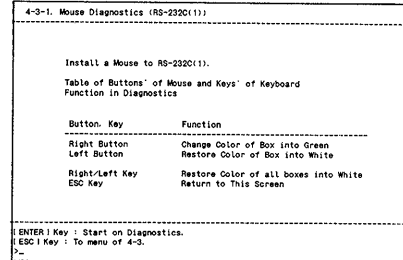 4-3-1. Mouse Diagnostics (RS-232C(1))
Install a Mouse to RS-232C(1).
Table of Buttons' of Mouse and Keys' of Keyboard
Function in Diagnostics
Button, Key Function
Right Button Change Color of Box into Green
Left Button Restore Color of Box into White
Right/Left Key Restore Color of all boxes into White
ESC Key Return to This Screen
[ ENTER ] Key : Start on Diagnostics.
[ ESC ] Key : To menu of 4-3.
>_